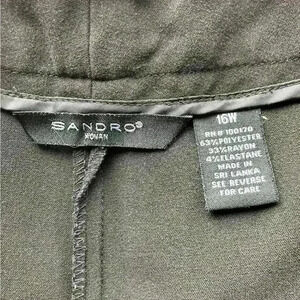 SANDRO®
WOMAN
16W
RN# 100170
63% POLYESTER
33% RAYON
4% ELASTANE
MADE IN
SRI LANKA
SEE REVERSE
FOR CARE